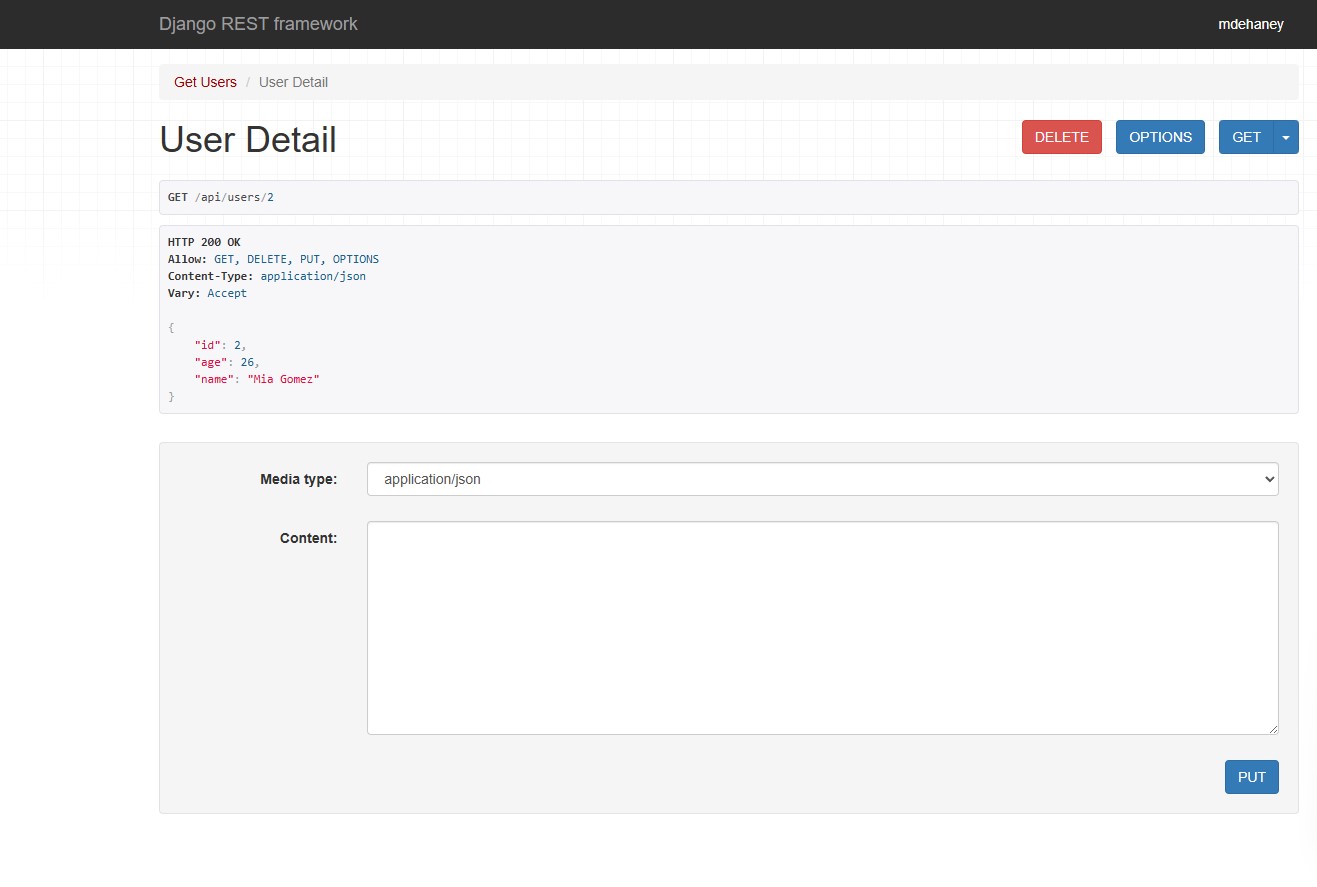 Django REST framework
mdehaney
Get Users / User Detail
User Detail
DELETE
OPTIONS
GET
GET /api/users/2
HTTP 200 OK
Allow: GET, DELETE, PUT, OPTIONS
Content-Type: application/json
Vary: Accept
{
    "id": 2,
    "age": 26,
    "name": "Mia Gomez"
}
Media type:
application/json
Content:
PUT